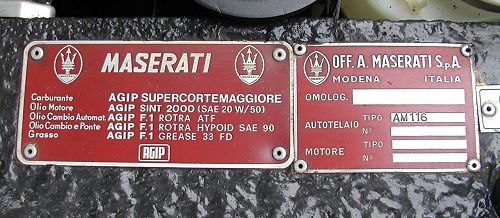 MASERATI
Carburante AGIP SUPERCORTEMAGGIORE
Olio Motore AGIP SINT 2000 (SAE 20 W/50)
Olio Cambio Automat. AGIP F.1 ROTRA ATF
Olio Cambio e Ponte AGIP F.1 ROTRA HYPOID SAE 90
Grasso AGIP F.1 GREASE 33 FD
AGIP
OFF. A. MASERATI S.p.A.
MODENA ITALIA
OMOLOG.
AUTOTELAIO TIPO AM116
Nº
MOTORE TIPO
Nº